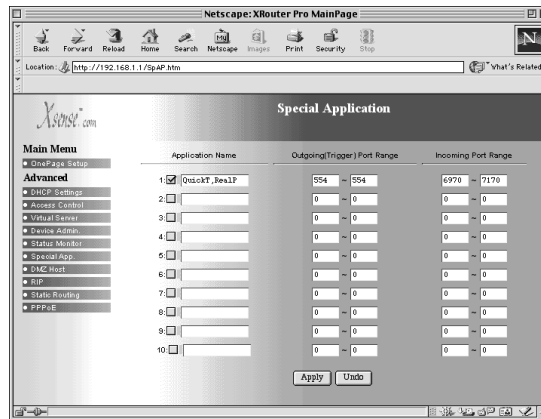 Netscape: XRouter Pro MainPage
Back Forward Reload Home Search Netscape Images Print Security Stop
Location: http://192.168.1.1/SpAP.htm What's Related
Xsense.com
Special Application
Main Menu
OnePage Setup
Advanced
DHCP Settings
Access Control
Virtual Server
Device Admin.
Status Monitor
Special App.
DMZ Host
RIP
Static Routing
PPPoE
Application Name Outgoing(Trigger) Port Range Incoming Port Range
1: QuickT,RealP 554 ~ 554 6970 ~ 7170
2: 0 ~ 0 0 ~ 0
3: 0 ~ 0 0 ~ 0
4: 0 ~ 0 0 ~ 0
5: 0 ~ 0 0 ~ 0
6: 0 ~ 0 0 ~ 0
7: 0 ~ 0 0 ~ 0
8: 0 ~ 0 0 ~ 0
9: 0 ~ 0 0 ~ 0
10: 0 ~ 0 0 ~ 0
Apply Undo